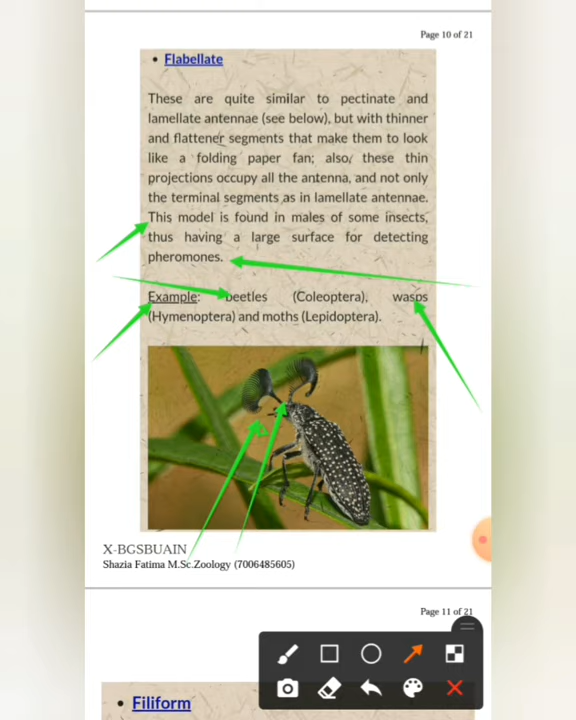 Page 10 of 21
• Flabellate
These are quite similar to pectinate and
lamellate antennae (see below), but with thinner
and flattener segments that make them to look
like a folding paper fan; also, these thin
projections occupy all the antenna, and not only
the terminal segments as in lamellate antennae.
This model is found in males of some insects,
thus having a large surface for detecting
pheromones.
Example: beetles (Coleoptera), wasps
(Hymenoptera) and moths (Lepidoptera).
X-BGSBUAIN
Shazia Fatima M.Sc.Zoology (7006485605)
Page 11 of 21
• Filiform